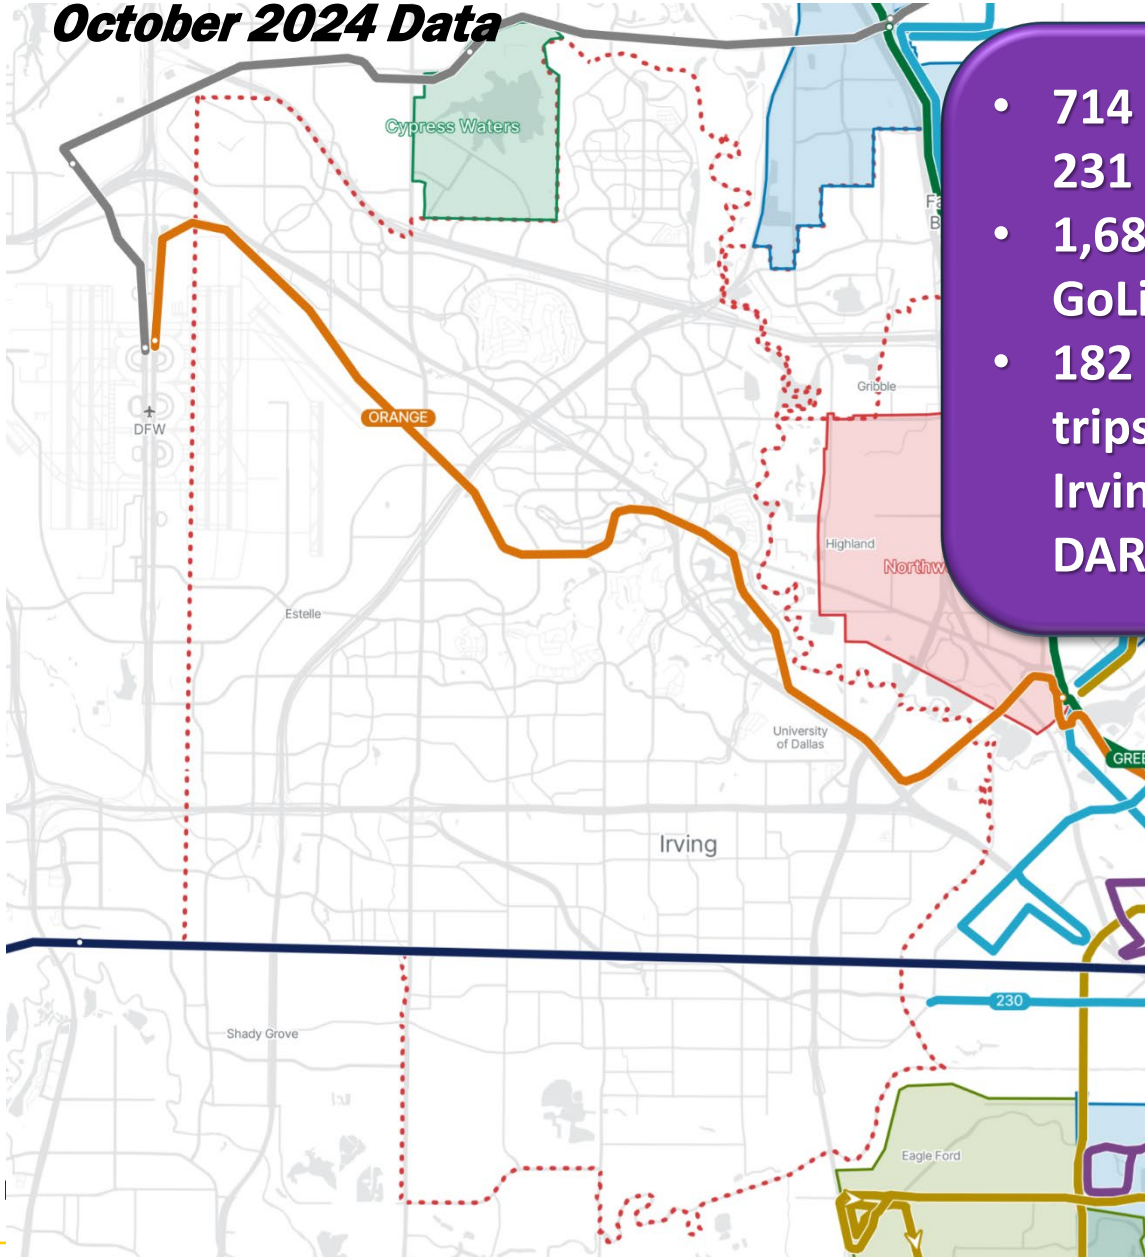 October 2024 Data
• 714
231
• 1,68
GoLi
• 182
trips
Irvin
DAR
Cypress Waters
Fa
B
ORANGE
Gribble
DFW
Highland
Northw
Estelle
University
of Dallas
GREE
Irving
230
Shady Grove
Eagle Ford